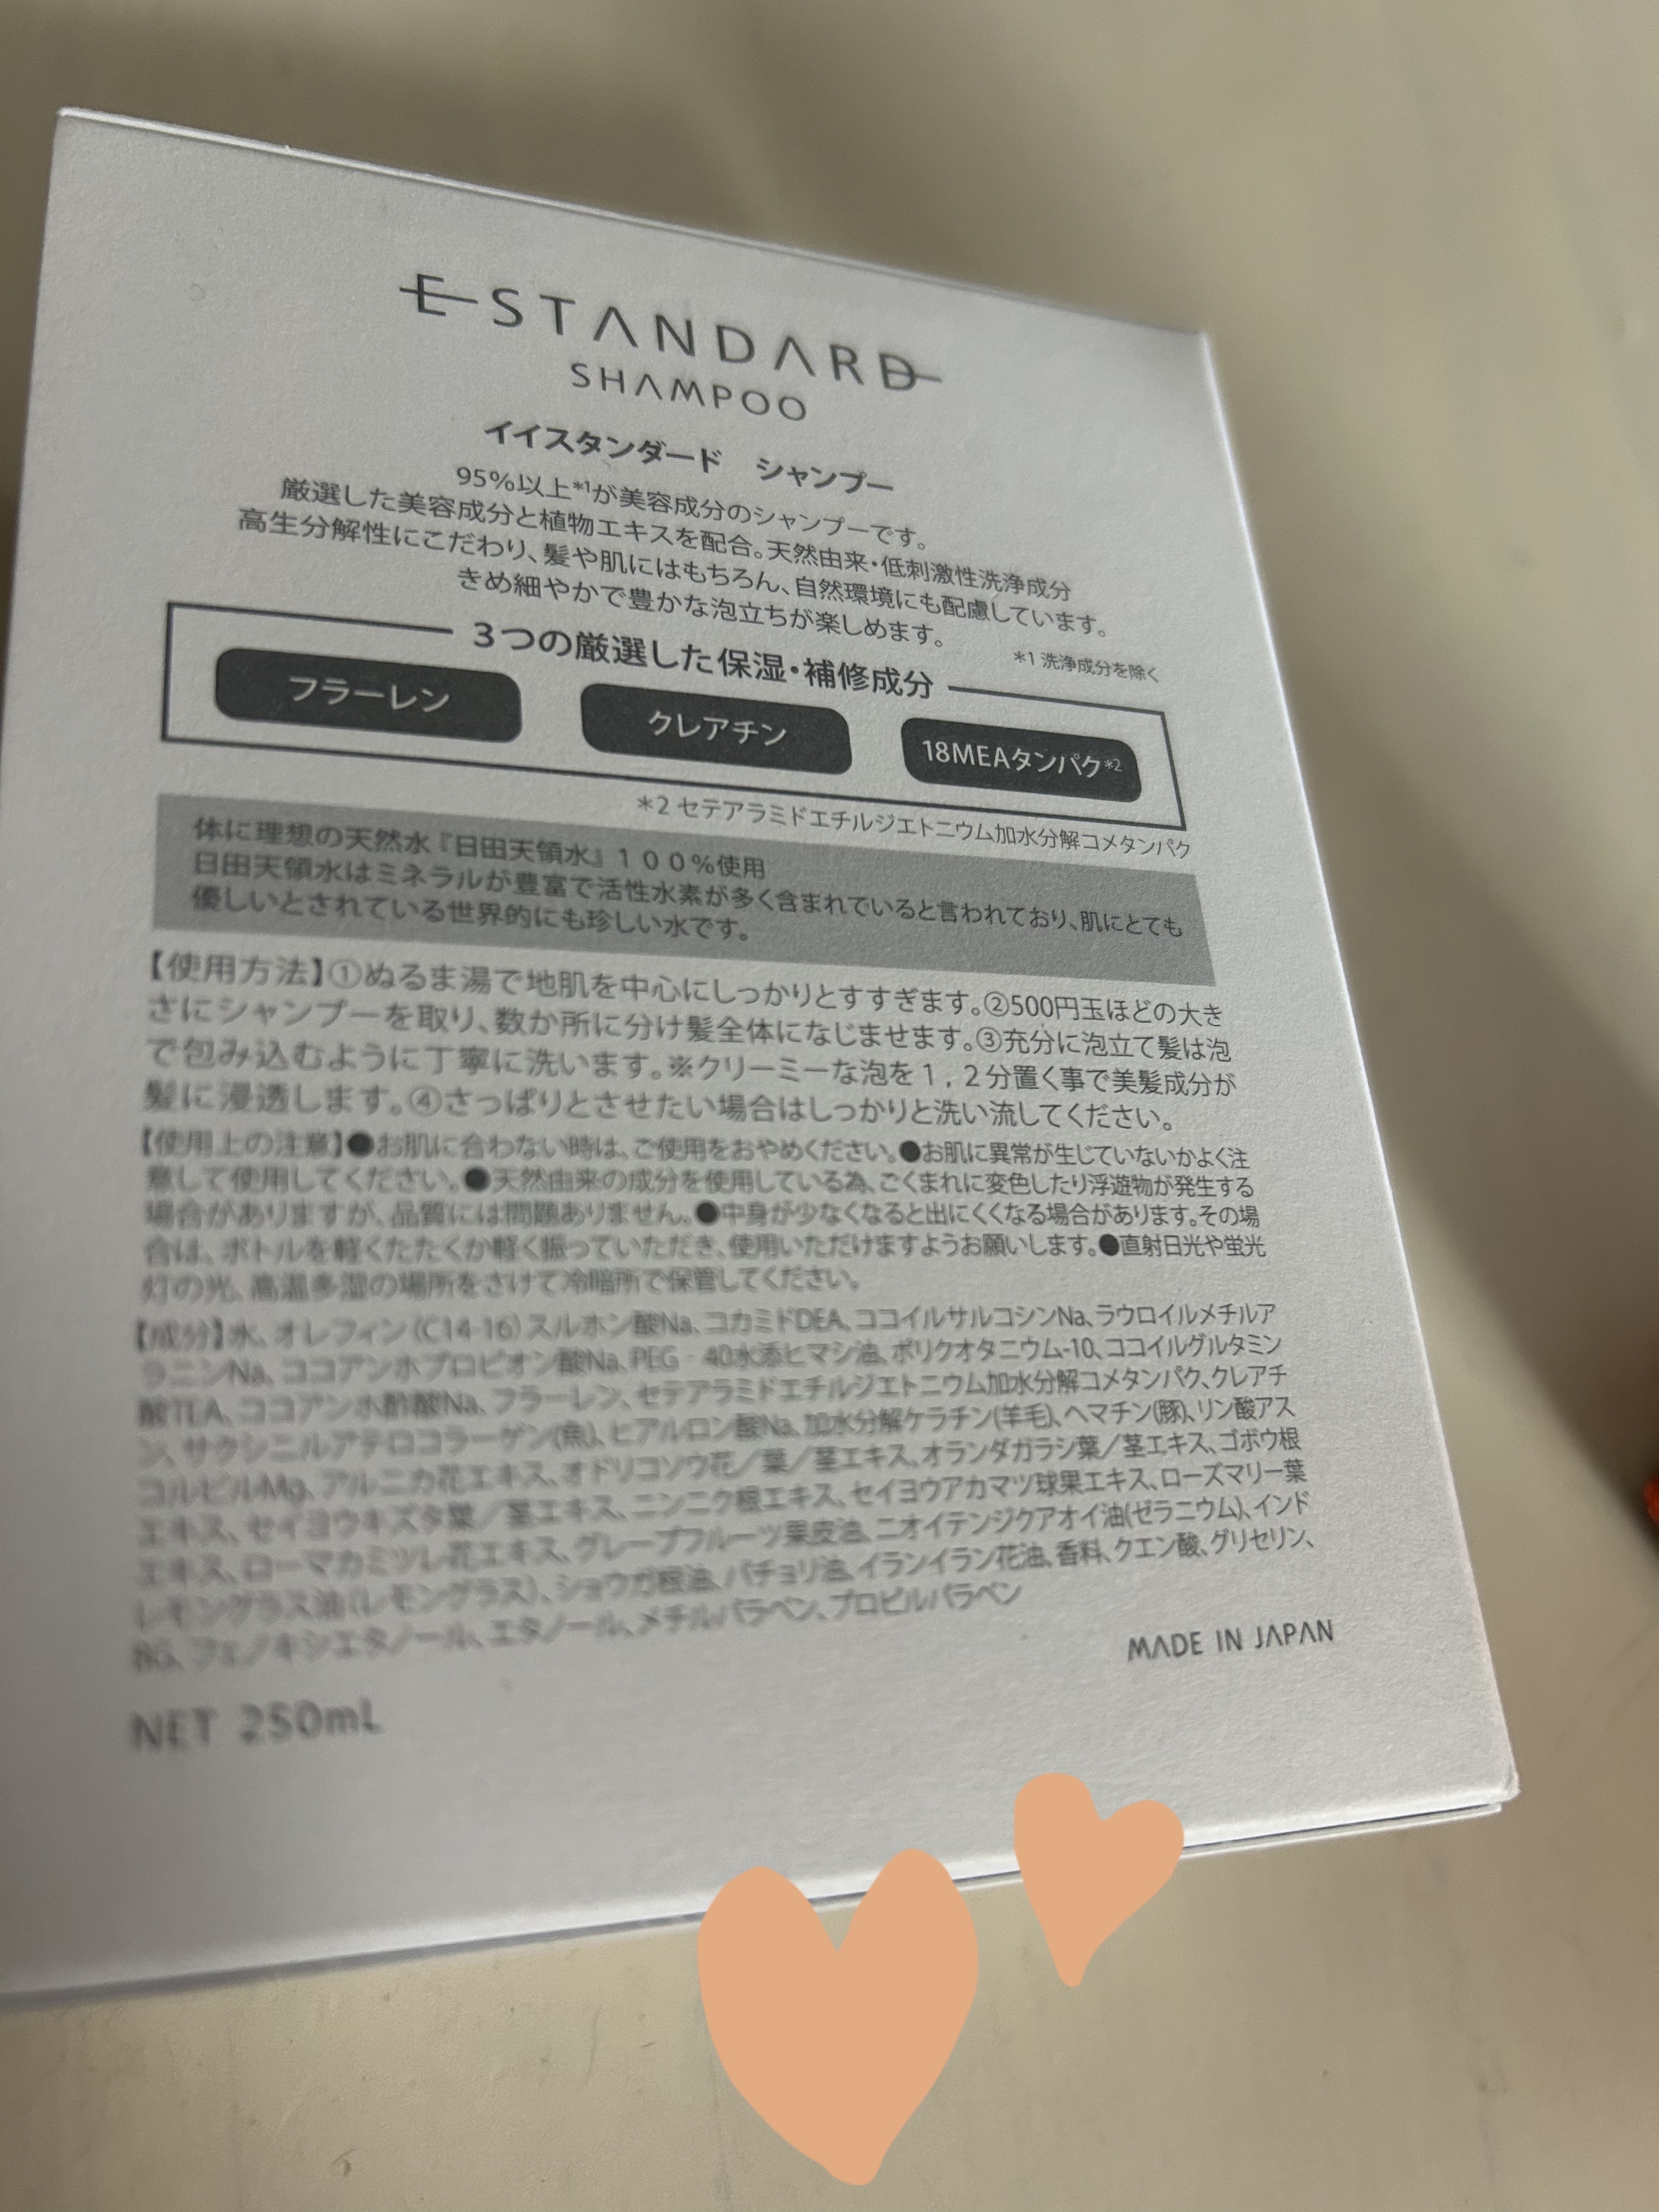 E STANDARD
SHAMPOO
イイスタンダード　シャンプー
95%以上*1が美容成分のシャンプーです。
厳選した美容成分と植物エキスを配合。天然由来・低刺激性洗浄成分
高生分解性にこだわり、髪や肌にはもちろん、自然環境にも配慮しています。
きめ細やかで豊かな泡立ちが楽しめます。
*1 洗浄成分を除く
3つの厳選した保湿・補修成分
フラーレン
クレアチン
18MEAタンパク*2
*2 セテアラミドエチルジエトニウム加水分解コメタンパク
体に理想の天然水『日田天領水』１００％使用
日田天領水はミネラルが豊富で活性水素が多く含まれていると言われており、肌にとても
優しいとされている世界的にも珍しい水です。
【使用方法】①ぬるま湯で地肌を中心にしっかりとすすぎます。②500円玉ほどの大き
さにシャンプーを取り、数か所に分け髪全体になじませます。③充分に泡立て髪は泡
で包み込むように丁寧に洗います。※クリーミーな泡を1，2分置く事で美髪成分が
髪に浸透します。④さっぱりとさせたい場合はしっかりと洗い流してください。
【使用上の注意】●お肌に合わない時は、ご使用をおやめください。●お肌に異常が生じていないかよく注
意して使用してください。●天然由来の成分を使用している為、ごくまれに変色したり浮遊物が発生する
場合がありますが、品質には問題ありません。●中身が少なくなると出にくくなる場合があります。その場
合は、ボトルを軽くたたくか軽く振っていただき、使用いただけますようお願いします。●直射日光や蛍光
灯の光、高温多湿の場所をさけて冷暗所で保管してください。
【成分】水、オレフィン（C14-16）スルホン酸Na、コカミドDEA、ココイルサルコシンNa、ラウロイルメチルア
ラニンNa、ココアンホプロピオン酸Na、PEG‐40水添ヒマシ油、ポリクオタニウム-10、ココイルグルタミン
酸TEA、ココアンホ酢酸Na、フラーレン、セテアラミドエチルジエトニウム加水分解コメタンパク、クレアチ
ン、サクシニルアテロコラーゲン(魚)、ヒアルロン酸Na、加水分解ケラチン(羊毛)、ヘマチン(豚)、リン酸アス
コルビルMg、アルニカ花エキス、オドリコソウ花／葉／茎エキス、オランダガラシ葉／茎エキス、ゴボウ根
エキス、セイヨウキズタ葉／茎エキス、ニンニク根エキス、セイヨウアカマツ球果エキス、ローズマリー葉
エキス、ローマカミツレ花エキス、グレープフルーツ果皮油、ニオイテンジクアオイ油(ゼラニウム)、インド
レモングラス油(レモングラス)、ショウガ根油、パチョリ油、イランイラン花油、香料、クエン酸、グリセリン、
BG、フェノキシエタノール、エタノール、メチルパラベン、プロピルパラベン
MADE IN JAPAN
NET 250mL